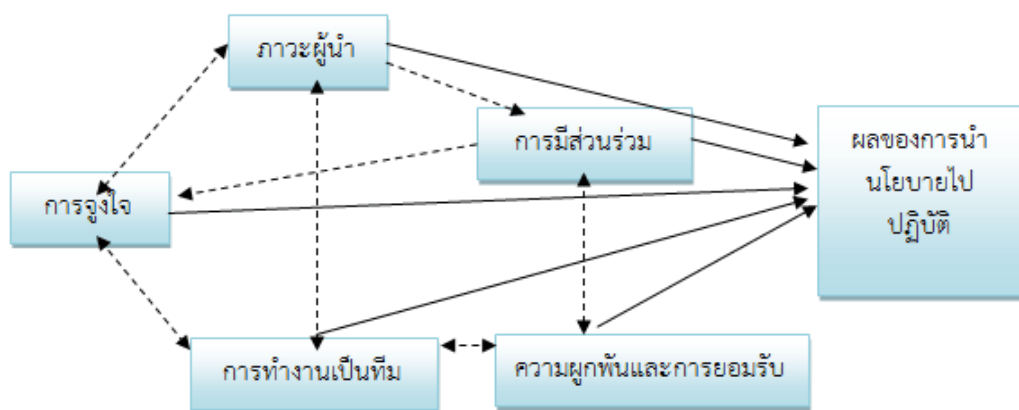 ภาวะผู้นำ
การมีส่วนร่วม
ผลของการนำ
นโยบายไป
ปฏิบัติ
การจูงใจ
การทำงานเป็นทีม
ความผูกพันและการยอมรับ